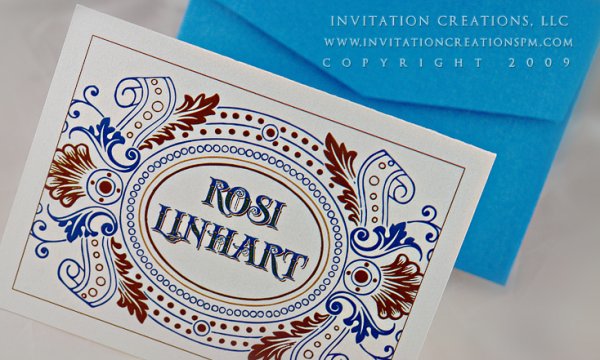 INVITATION CREATIONS, LLC
WWW.INVITATIONCREATIONSPM.COM
COPYRIGHT 2009
ROSI
LINHART